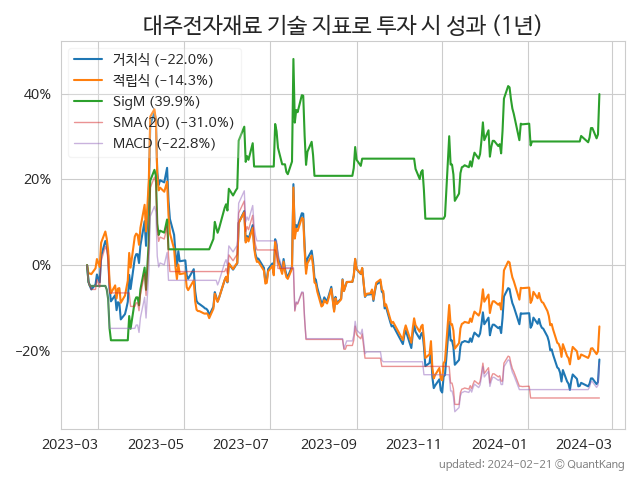 대주전자재료 기술 지표로 투자 시 성과 (1년)
거치식 (−22.0%)
적립식 (−14.3%)
SigM (39.9%)
SMA(20) (−31.0%)
MACD (−22.8%)
40%
20%
0%
−20%
2023−03 2023−05 2023−07 2023−09 2023−11 2024−01 2024−03
updated: 2024−02−21 © QuantKang